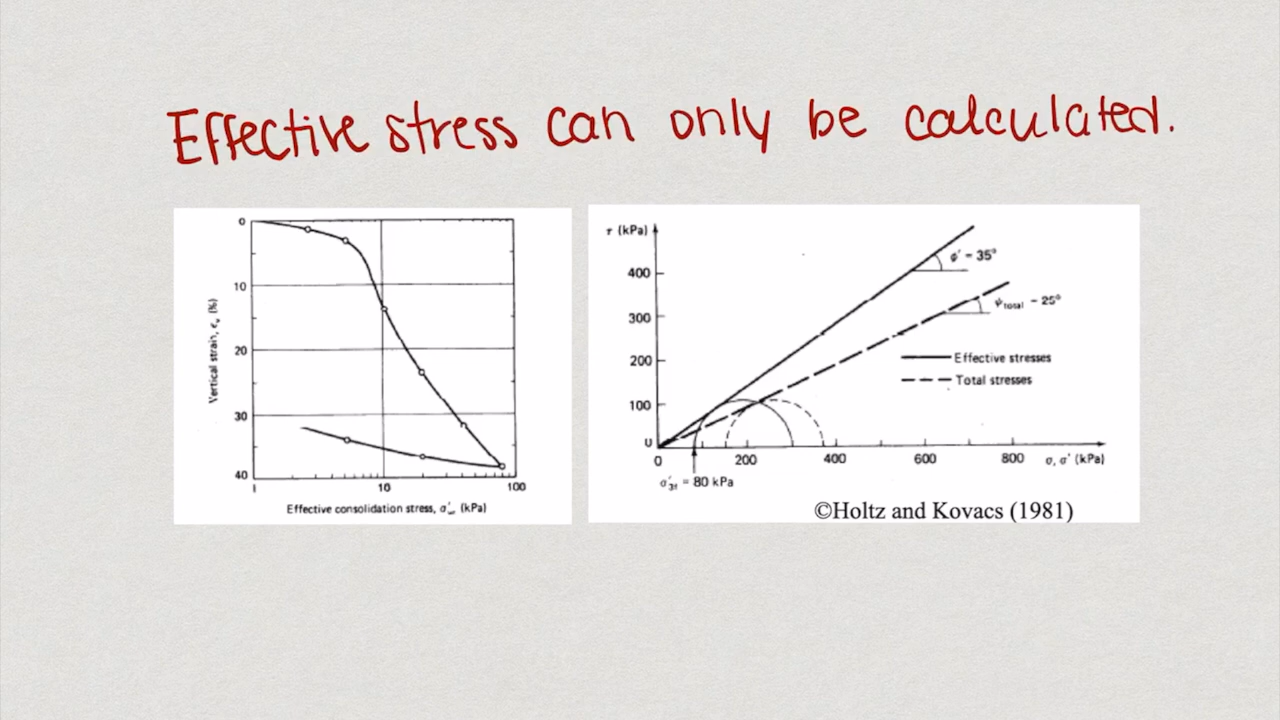 Effective stress can only be calculated.
0
10
20
30
40
Vertical strain, εv (%)
1
10
100
Effective consolidation stress, σ'vc (kPa)
τ (kPa)
400
300
200
100
0
0
200
400
600
800
σ, σ' (kPa)
ϕ' = 35°
ψtotal = 25°
Effective stresses
Total stresses
σ'3f = 80 kPa
©Holtz and Kovacs (1981)